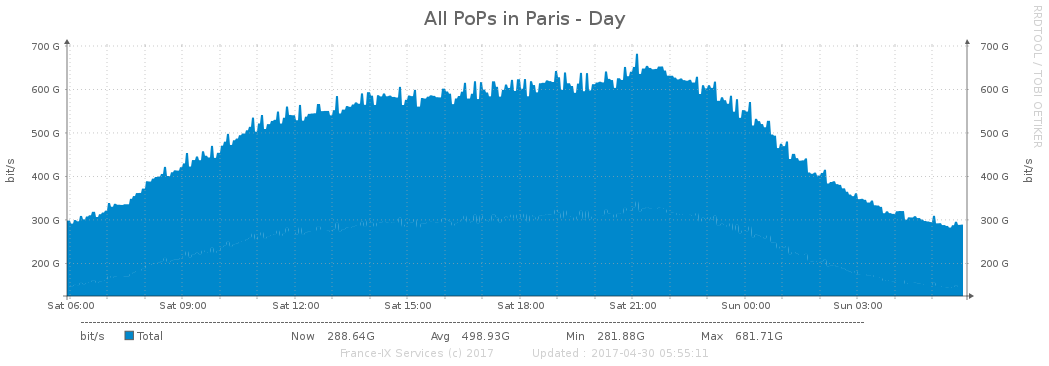 All PoPs in Paris - Day
RRDTOOL / TOBI OETIKER
bit/s
bit/s
700 G 700 G
600 G 600 G
500 G 500 G
400 G 400 G
300 G 300 G
200 G 200 G
Sat 06:00 Sat 09:00 Sat 12:00 Sat 15:00 Sat 18:00 Sat 21:00 Sun 00:00 Sun 03:00
bit/s Total Now 288.64G Avg 498.93G Min 281.88G Max 681.71G
France-IX Services (c) 2017 Updated : 2017-04-30 05:55:11